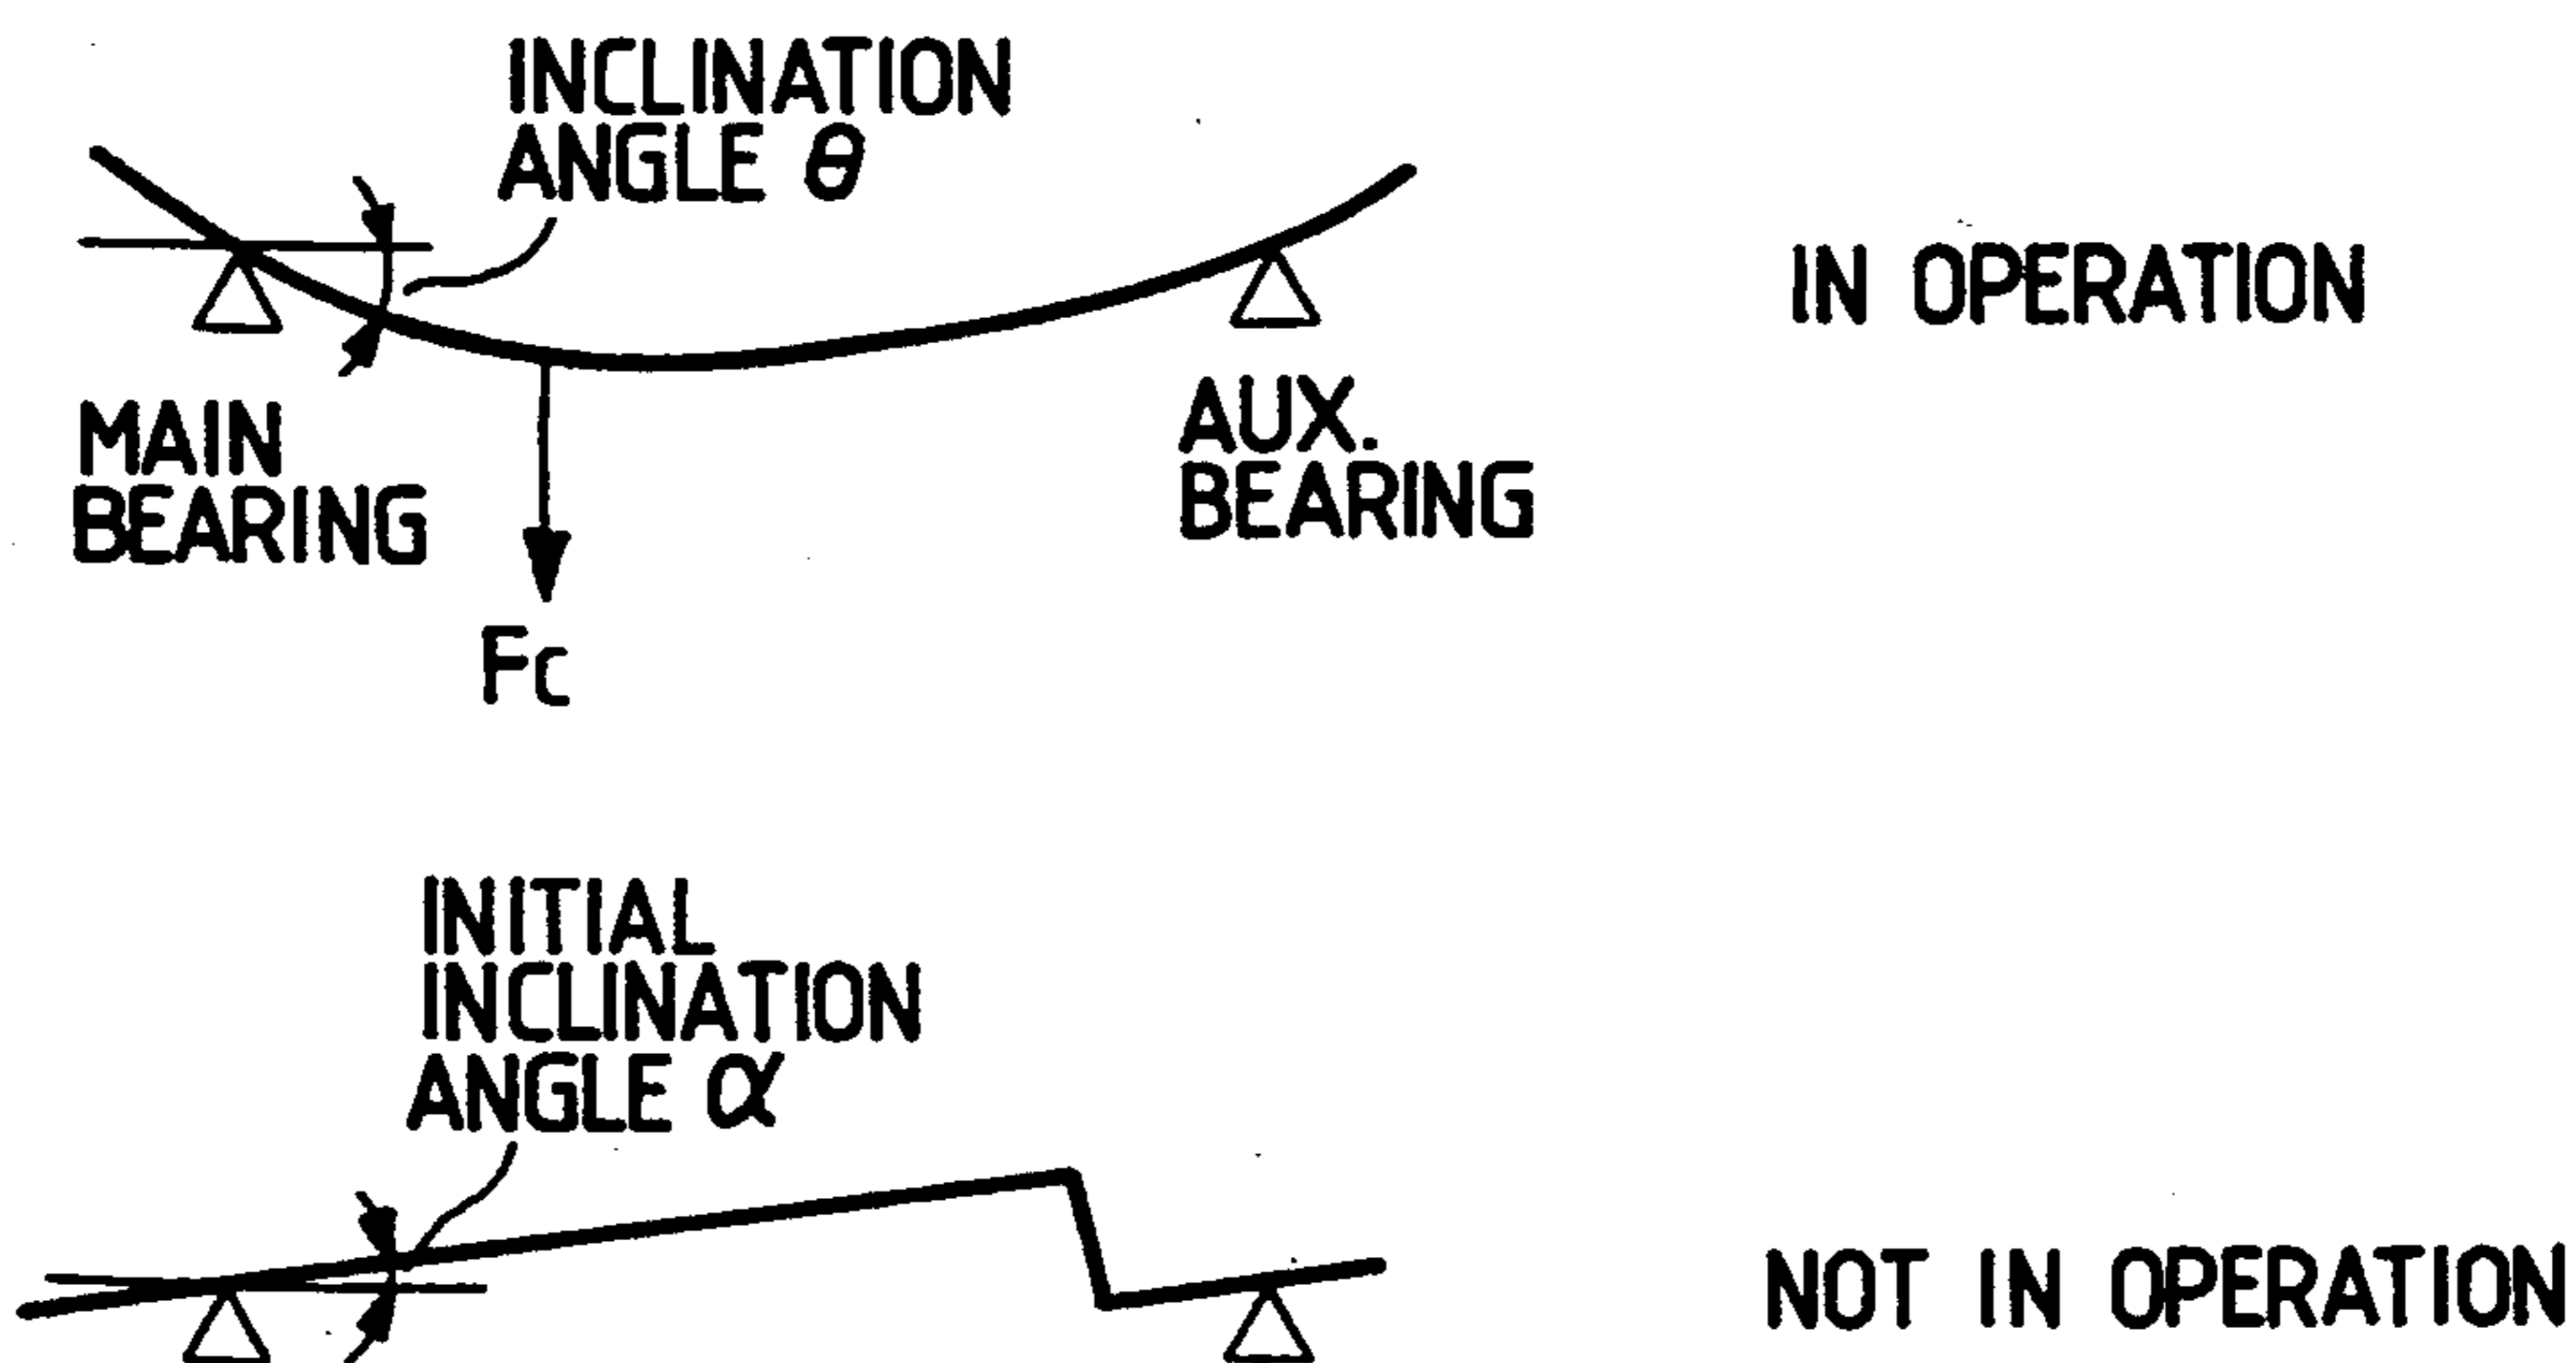 INCLINATION
ANGLE θ
IN OPERATION
MAIN
BEARING
AUX.
BEARING
Fc
INITIAL
INCLINATION
ANGLE α
NOT IN OPERATION